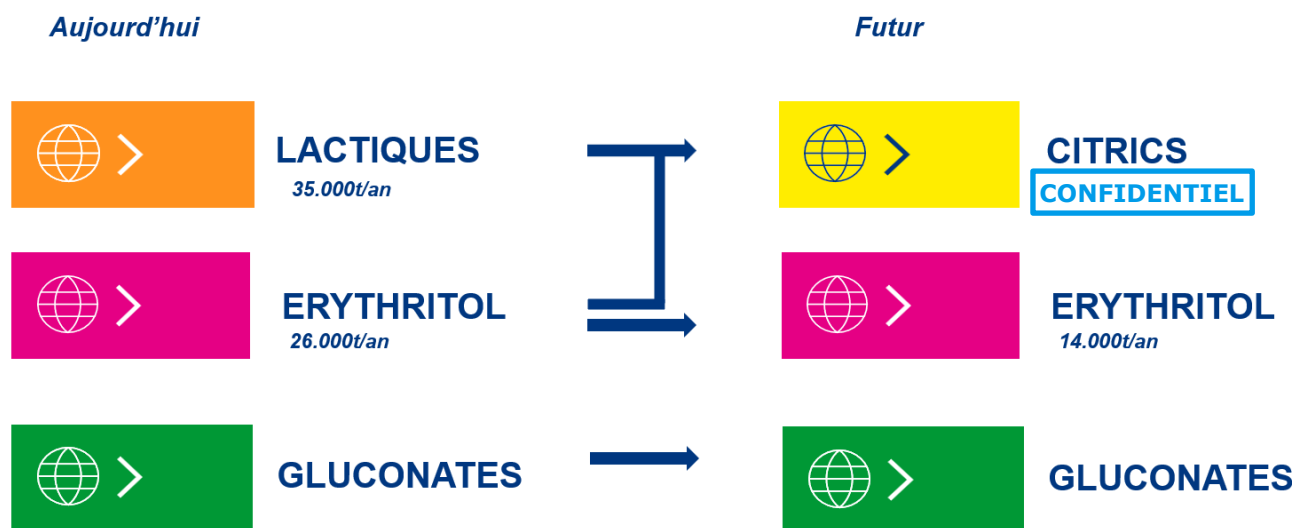 Aujourd'hui
Futur
LACTIQUES
35.000t/an
CITRICS
CONFIDENTIEL
ERYTHRITOL
26.000t/an
ERYTHRITOL
14.000t/an
GLUCONATES
GLUCONATES